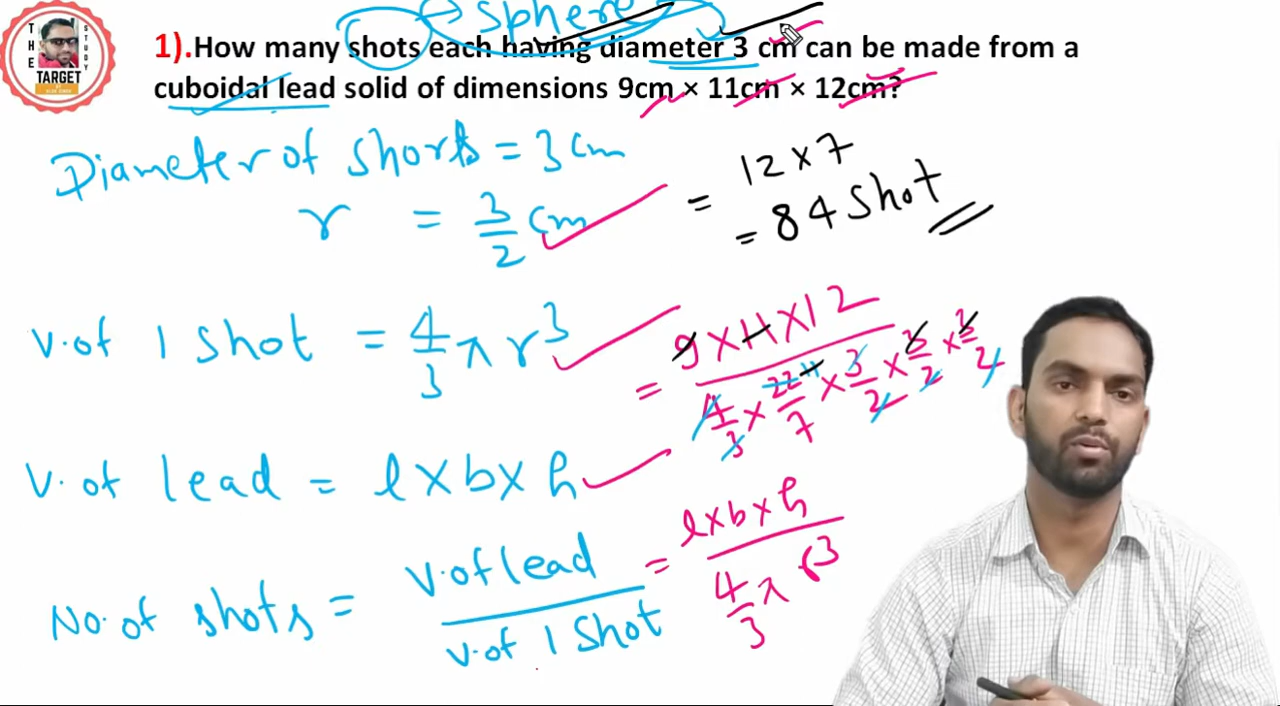 THE
TARGET
STUDY
sphere
1).How many shots each having diameter 3 cm can be made from a
cuboidal lead solid of dimensions 9cm × 11cm × 12cm?
Diameter of shorts = 3 cm
r = 3/2 cm
= 12 × 7
= 84 Shot
V. of 1 shot = 4/3 π r³
= 9×11×12 / 4/3 × 22/7 × 3/2 × 3/2 × 3/2
11
V. of lead = l×b×h
No. of shots = V. of lead / V. of 1 Shot = l×b×h / 4/3 π r³